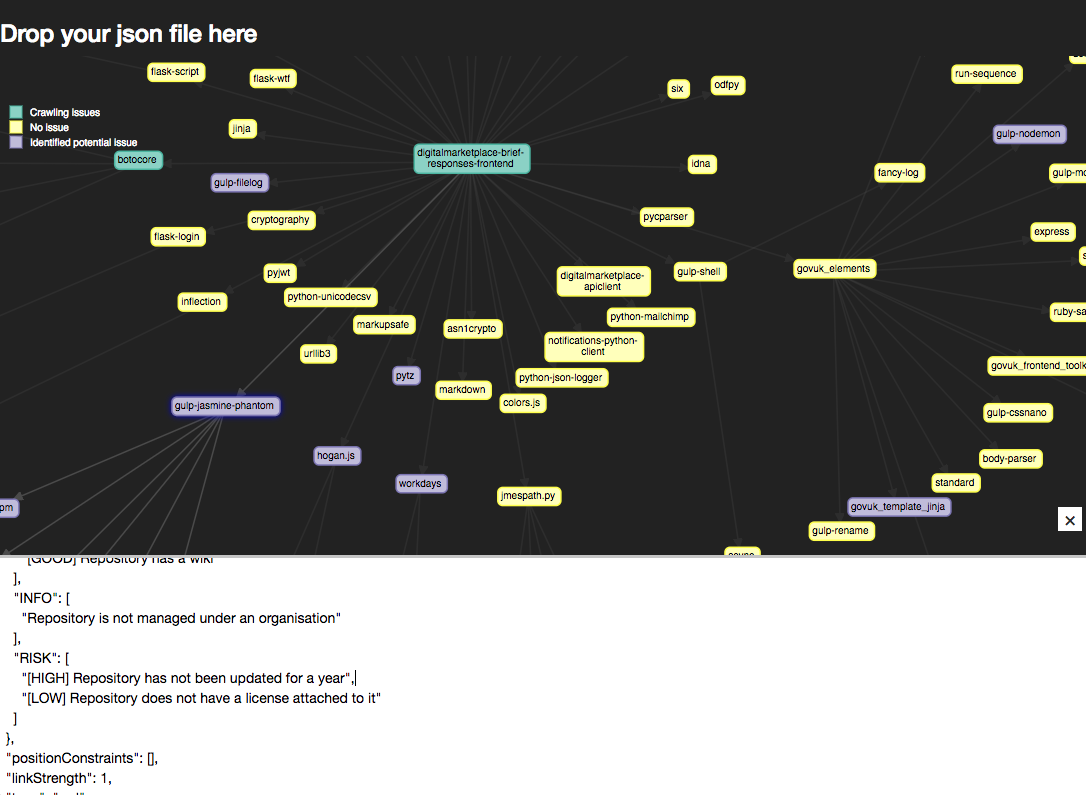 Drop your json file here
flask-script
flask-wtf
six
odfpy
run-sequence
Crawling issues
No issue
Identified potential issue
jinja
gulp-nodemon
botocore
digitalmarketplace-brief-
responses-frontend
idna
fancy-log
gulp-filelog
cryptography
pycparser
express
flask-login
pyjwt
digitalmarketplace-
apiclient
gulp-shell
govuk_elements
inflection
python-unicodecsv
python-mailchimp
markupsafe
asn1crypto
notifications-python-
client
urllib3
pytz
python-json-logger
markdown
colors.js
gulp-jasmine-phantom
gulp-cssnano
hogan.js
body-parser
workdays
standard
jmespath.py
govuk_template_jinja
gulp-rename
pm
gulp-mo
ruby-sa
govuk_frontend_toolk
"[GOOD] Repository has a wiki"
],
"INFO": [
"Repository is not managed under an organisation"
],
"RISK": [
"[HIGH] Repository has not been updated for a year",
"[LOW] Repository does not have a license attached to it"
]
},
"positionConstraints": [],
"linkStrength": 1,